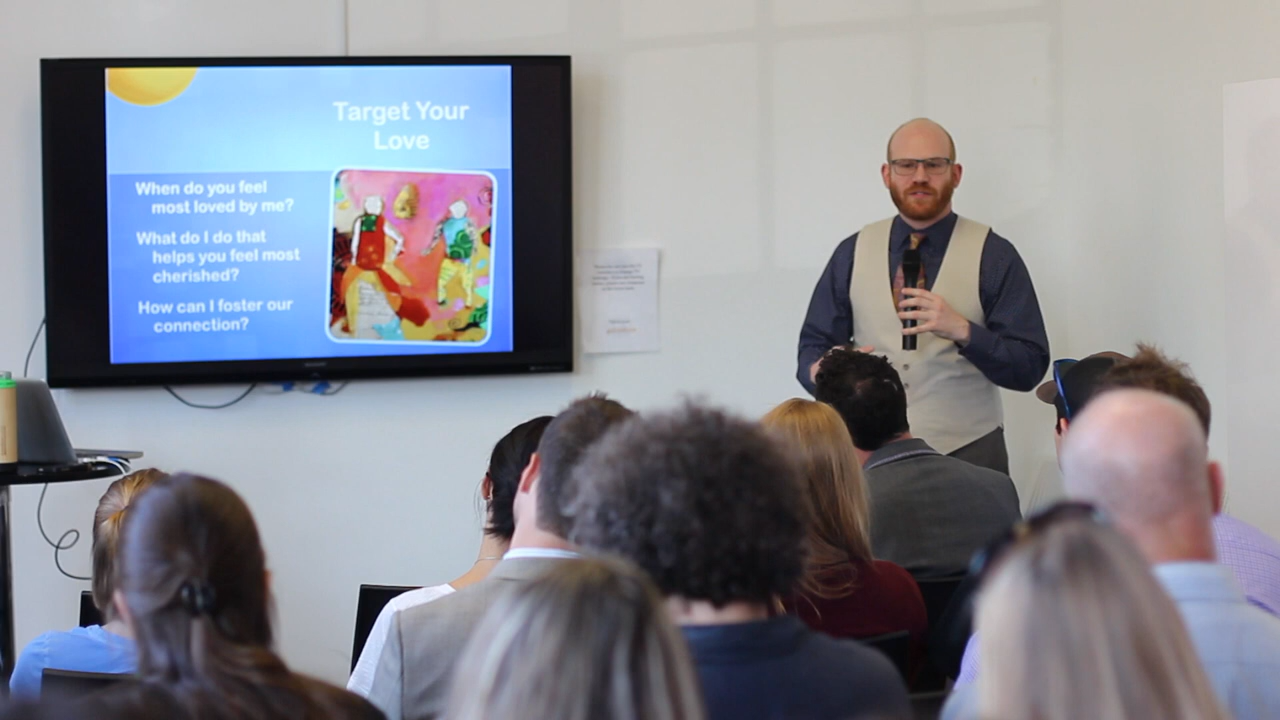 Target Your
Love
When do you feel
most loved by me?
What do I do that
helps you feel most
cherished?
How can I foster our
connection?